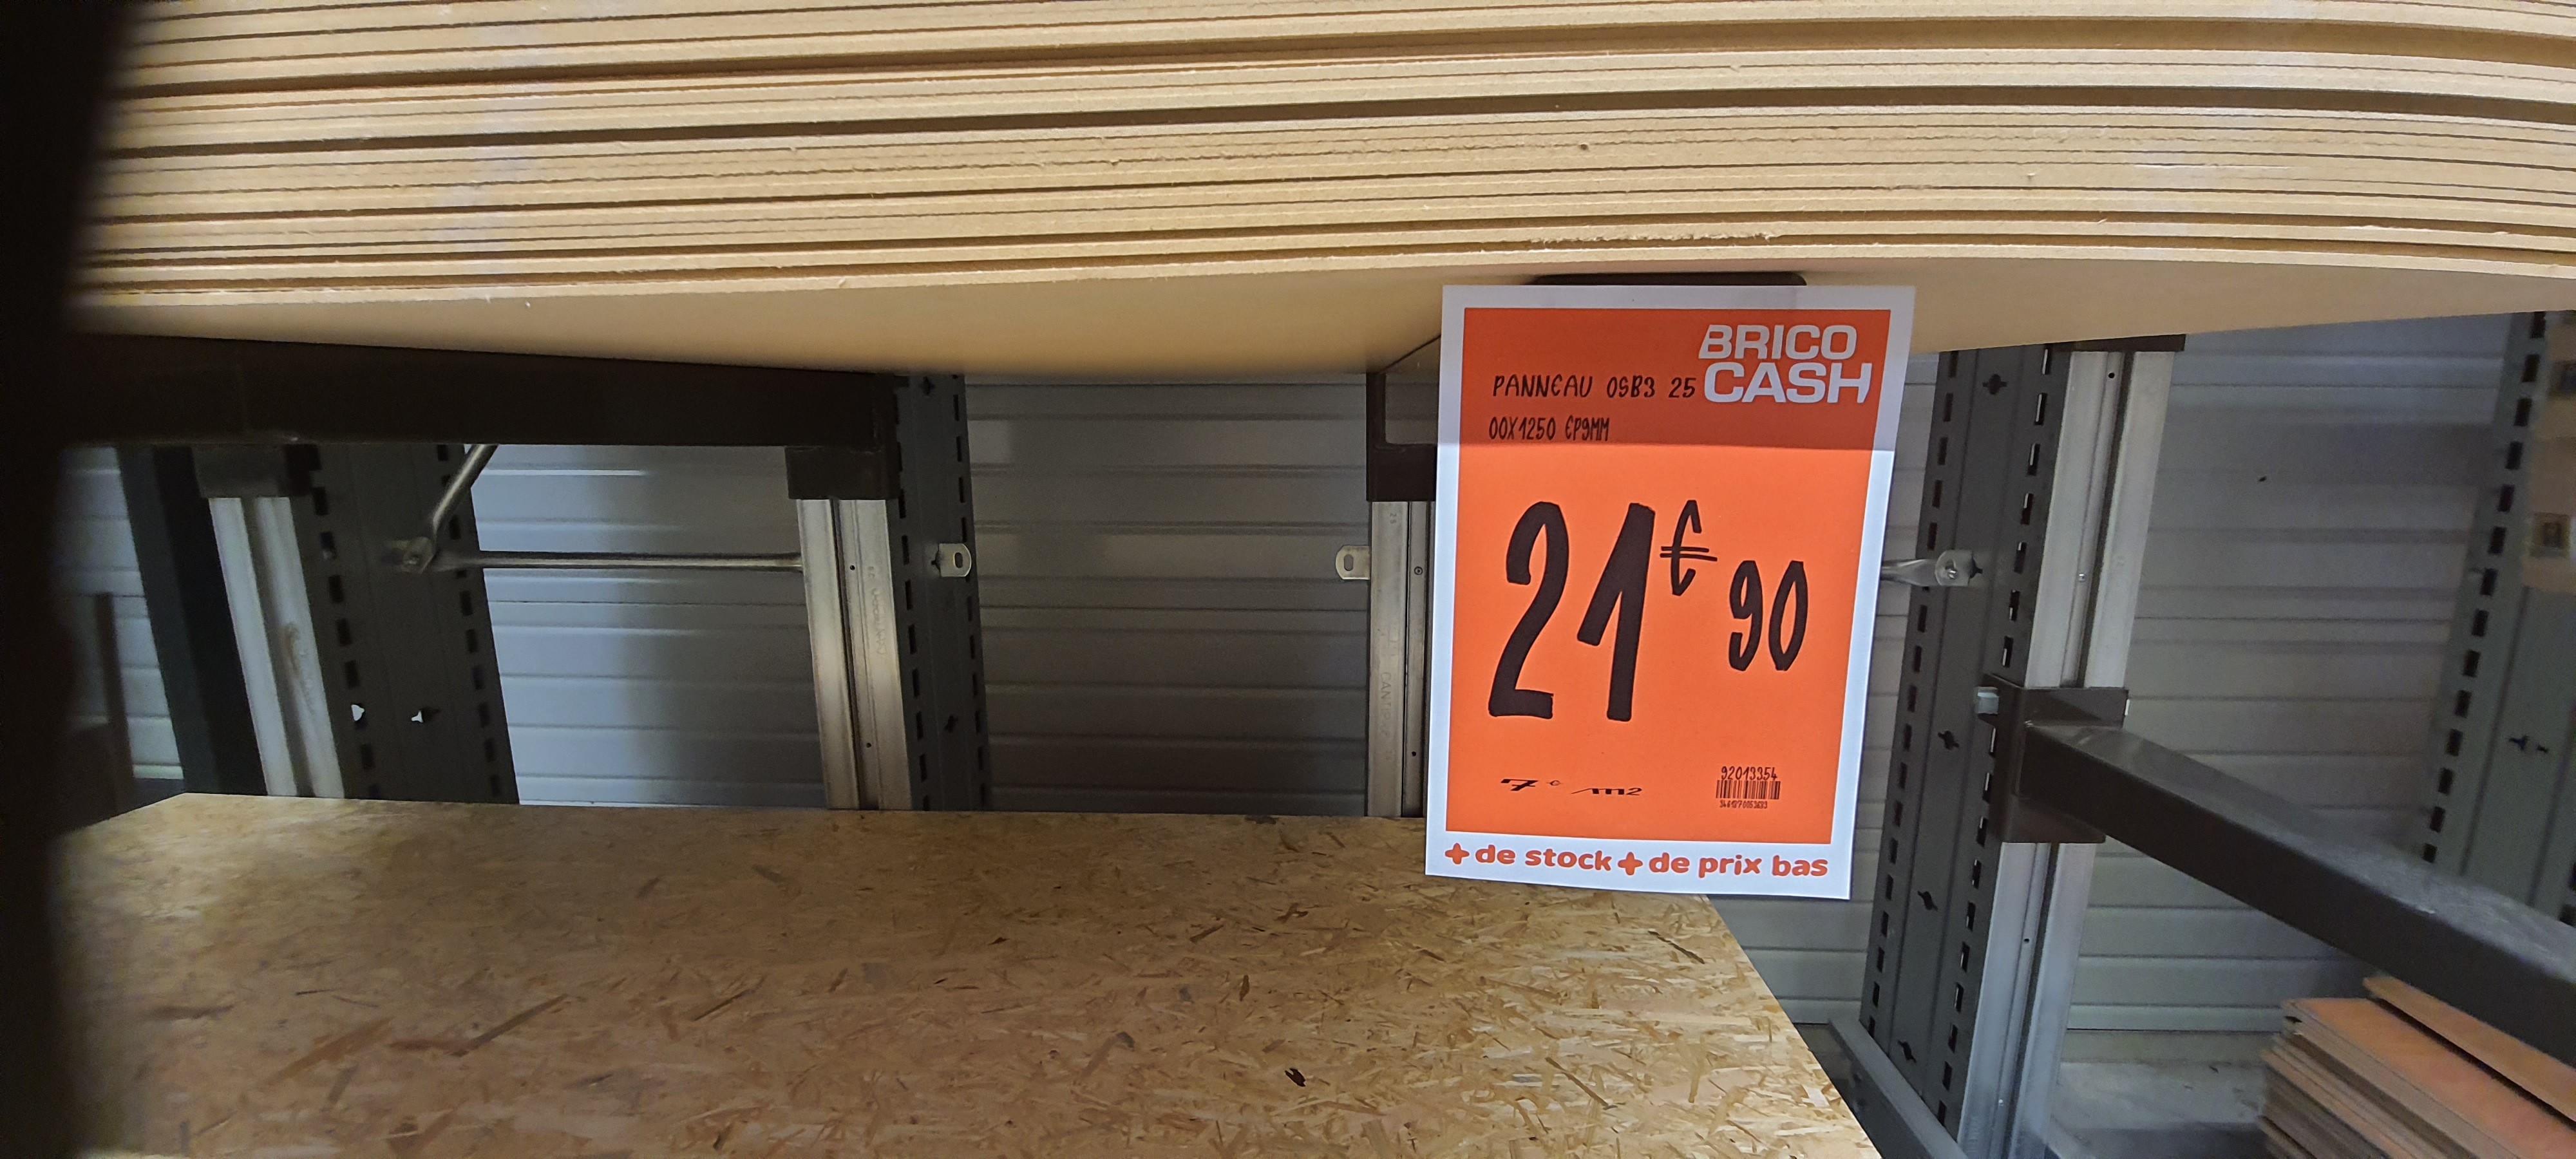 BRICO
CASH
PANNEAU OSB3 25
00X1250 EP9MM
21€90
7 € M2
92013354
+ de stock + de prix bas